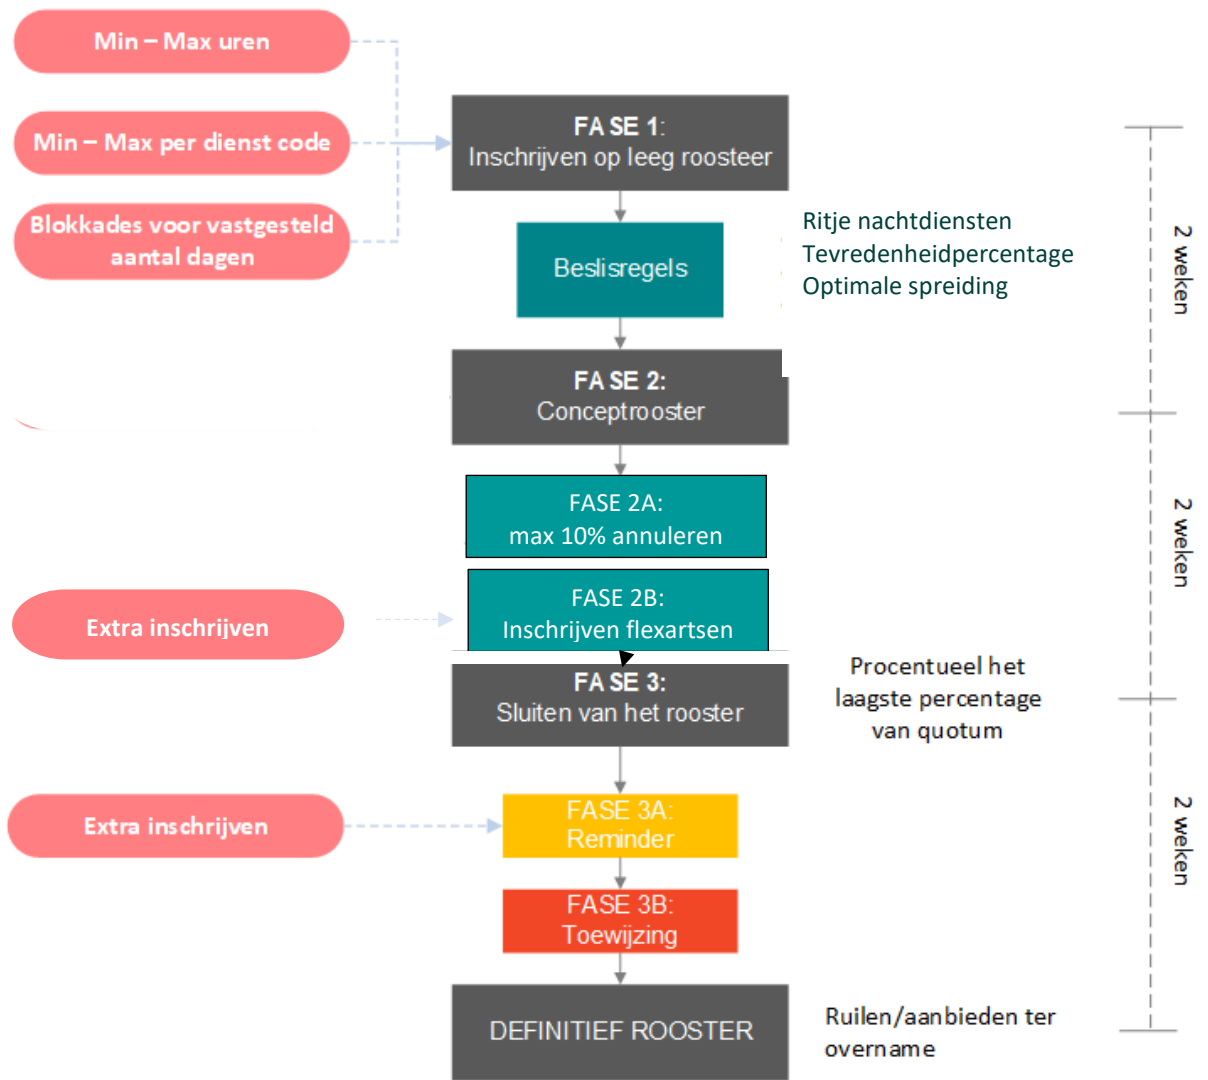 Min – Max uren
Min – Max per dienst code
Blokkades voor vastgesteld
aantal dagen
FASE 1:
Inschrijven op leeg roosteer
Beslisregels
Ritje nachtdiensten
Tevredenheidpercentage
Optimale spreiding
2 weken
FASE 2:
Conceptrooster
FASE 2A:
max 10% annuleren
2 weken
Extra inschrijven
FASE 2B:
Inschrijven flexartsen
FASE 3:
Sluiten van het rooster
Procentueel het
laagste percentage
van quotum
Extra inschrijven
FASE 3A:
Reminder
2 weken
FASE 3B:
Toewijzing
DEFINITIEF ROOSTER
Ruilen/aanbieden ter
overname